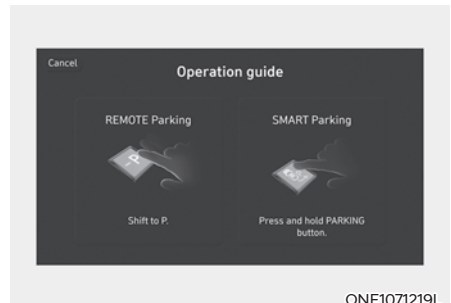 Cancel
Operation guide
REMOTE Parking
SMART Parking
P
Shift to P.
Press and hold PARKING
button.
ONE1071219L